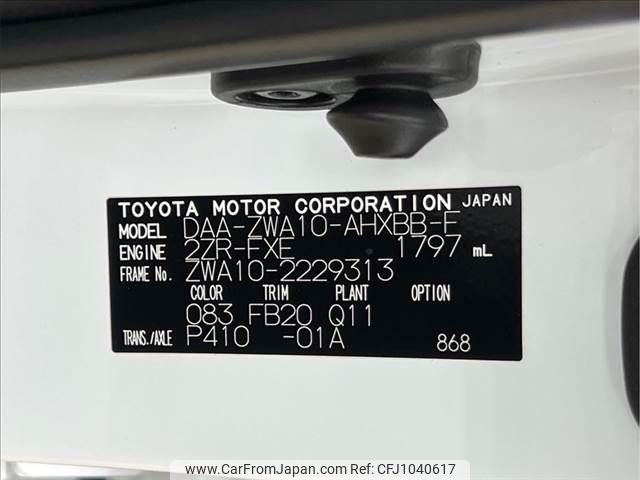 TOYOTA MOTOR CORPORATION JAPAN
MODEL DAA-ZWA10-AHXBB-F
ENGINE 2ZR-FXE 1797 mL
FRAME No. ZWA10-2229313
COLOR TRIM PLANT OPTION
083 FB20 Q11
TRANS./AXLE P410 -01A 868
www.CarFromJapan.com | REF No. CFJ1040617